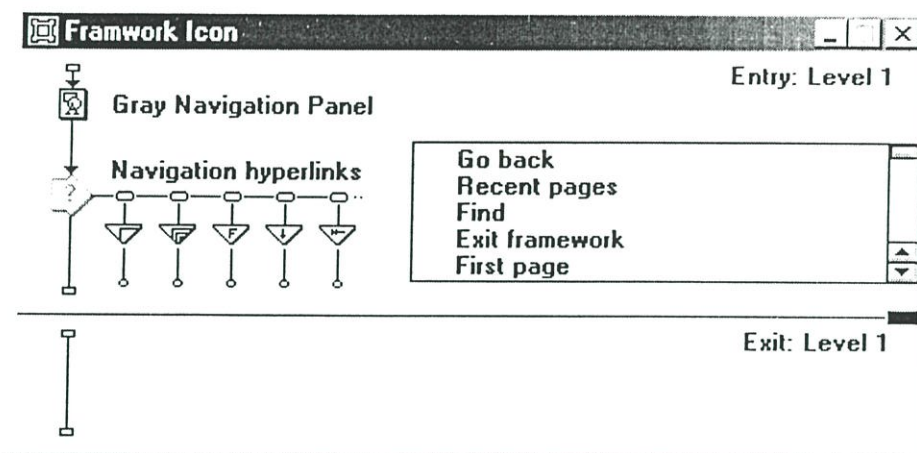 Framwork Icon
Entry: Level 1
Gray Navigation Panel
Navigation hyperlinks
?
F
Go back
Recent pages
Find
Exit framework
First page
Exit: Level 1